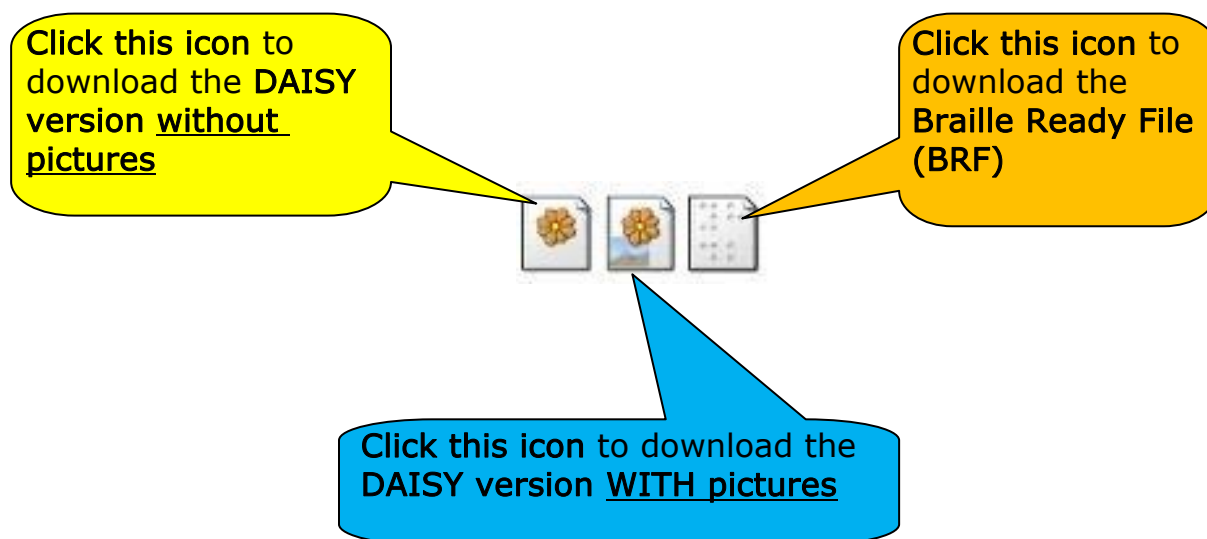 Click this icon to
download the DAISY
version without
pictures
Click this icon to
download the
Braille Ready File
(BRF)
Click this icon to download the
DAISY version WITH pictures